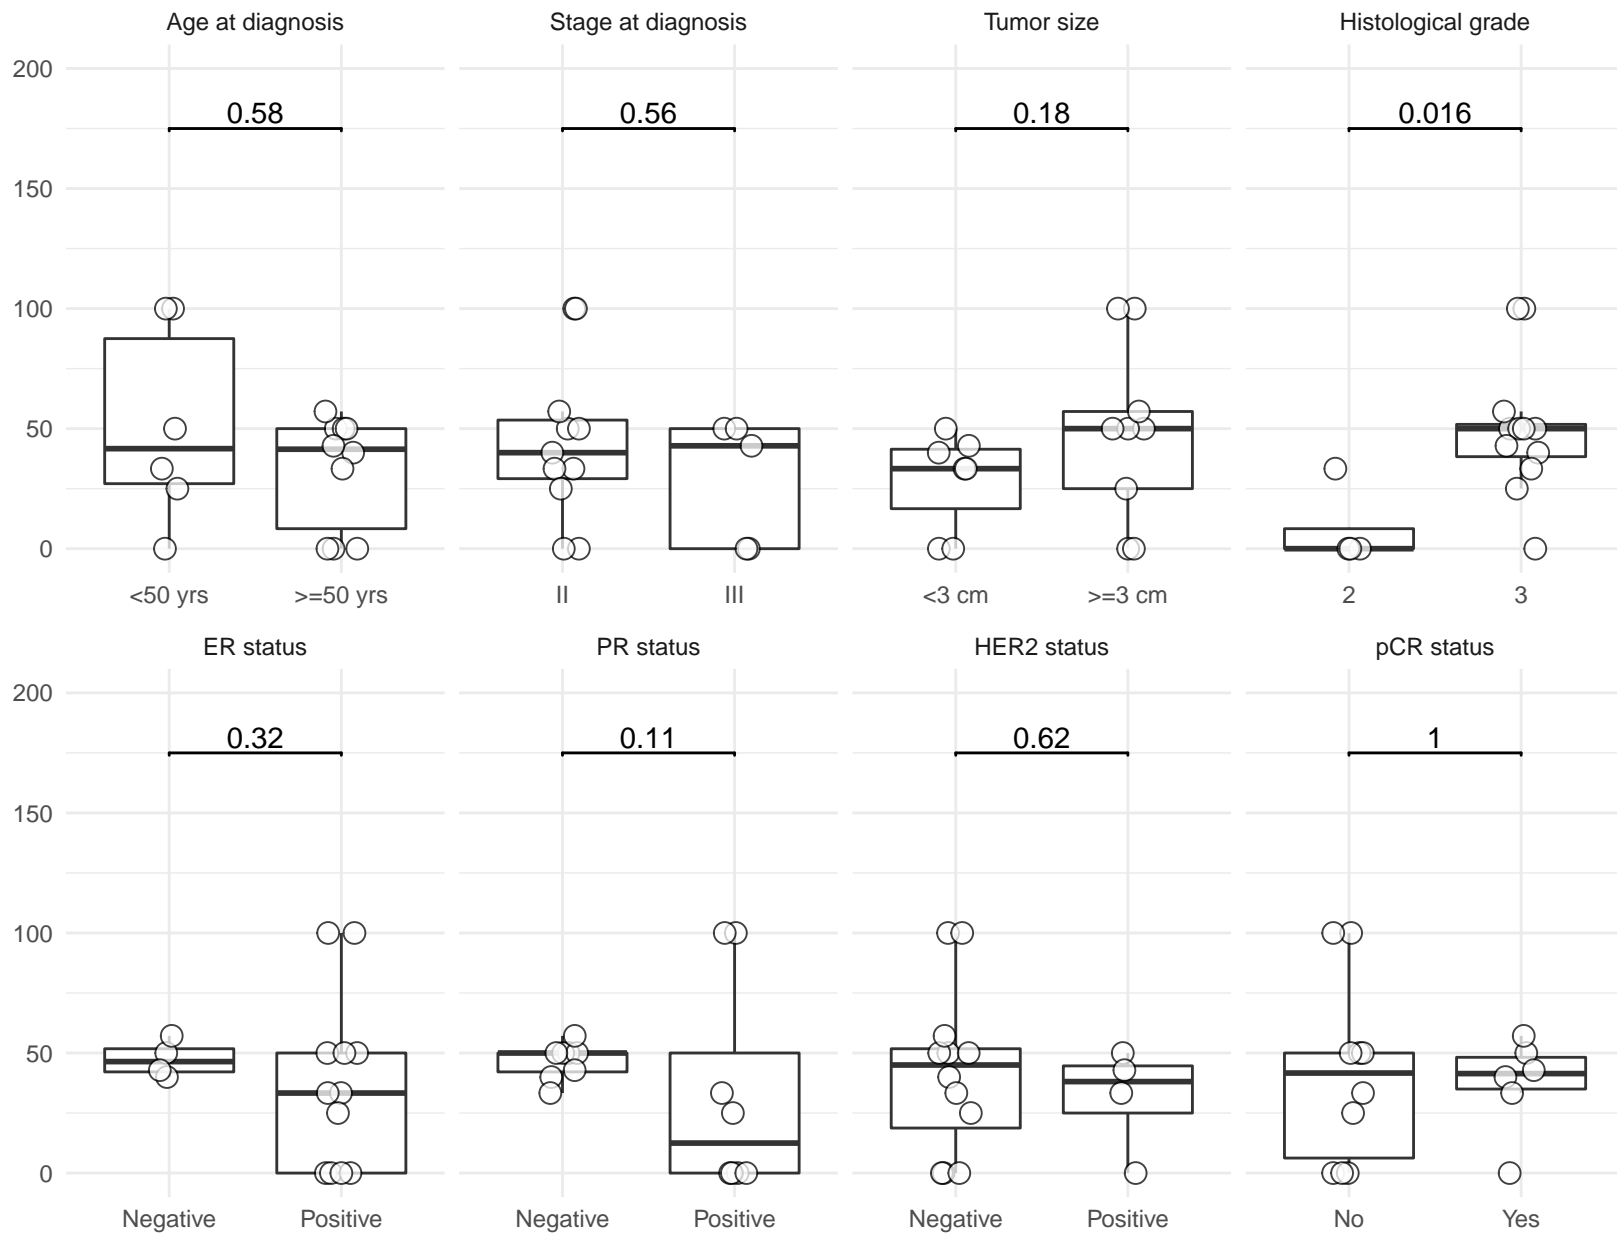 Age at diagnosis Stage at diagnosis Tumor size Histological grade
200
0.58 0.56 0.18 0.016
150
100
50
0
<50 yrs >=50 yrs II III <3 cm >=3 cm 2 3
ER status PR status HER2 status pCR status
200
0.32 0.11 0.62 1
150
100
50
0
Negative Positive Negative Positive Negative Positive No Yes